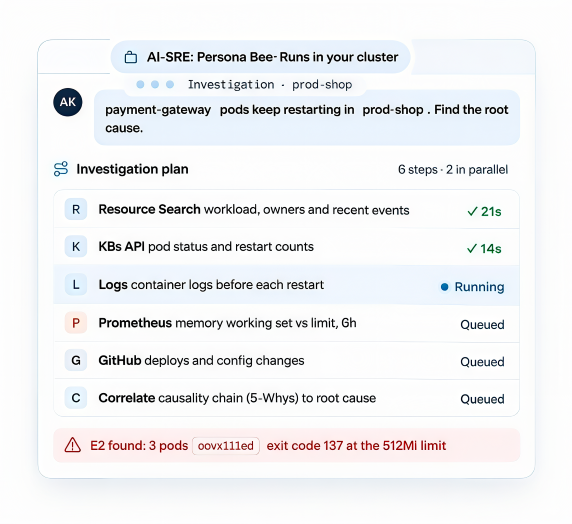 AI-SRE: Persona Bee- Runs in your cluster
Investigation · prod-shop
AK
payment-gateway pods keep restarting in prod-shop . Find the root
cause.
Investigation plan 6 steps · 2 in parallel
R Resource Search workload, owners and recent events ✓ 21s
K KBs API pod status and restart counts ✓ 14s
L Logs container logs before each restart Running
P Prometheus memory working set vs limit, Gh Queued
G GitHub deploys and config changes Queued
C Correlate causality chain (5-Whys) to root cause Queued
E2 found: 3 pods oovx111ed exit code 137 at the 512Mi limit